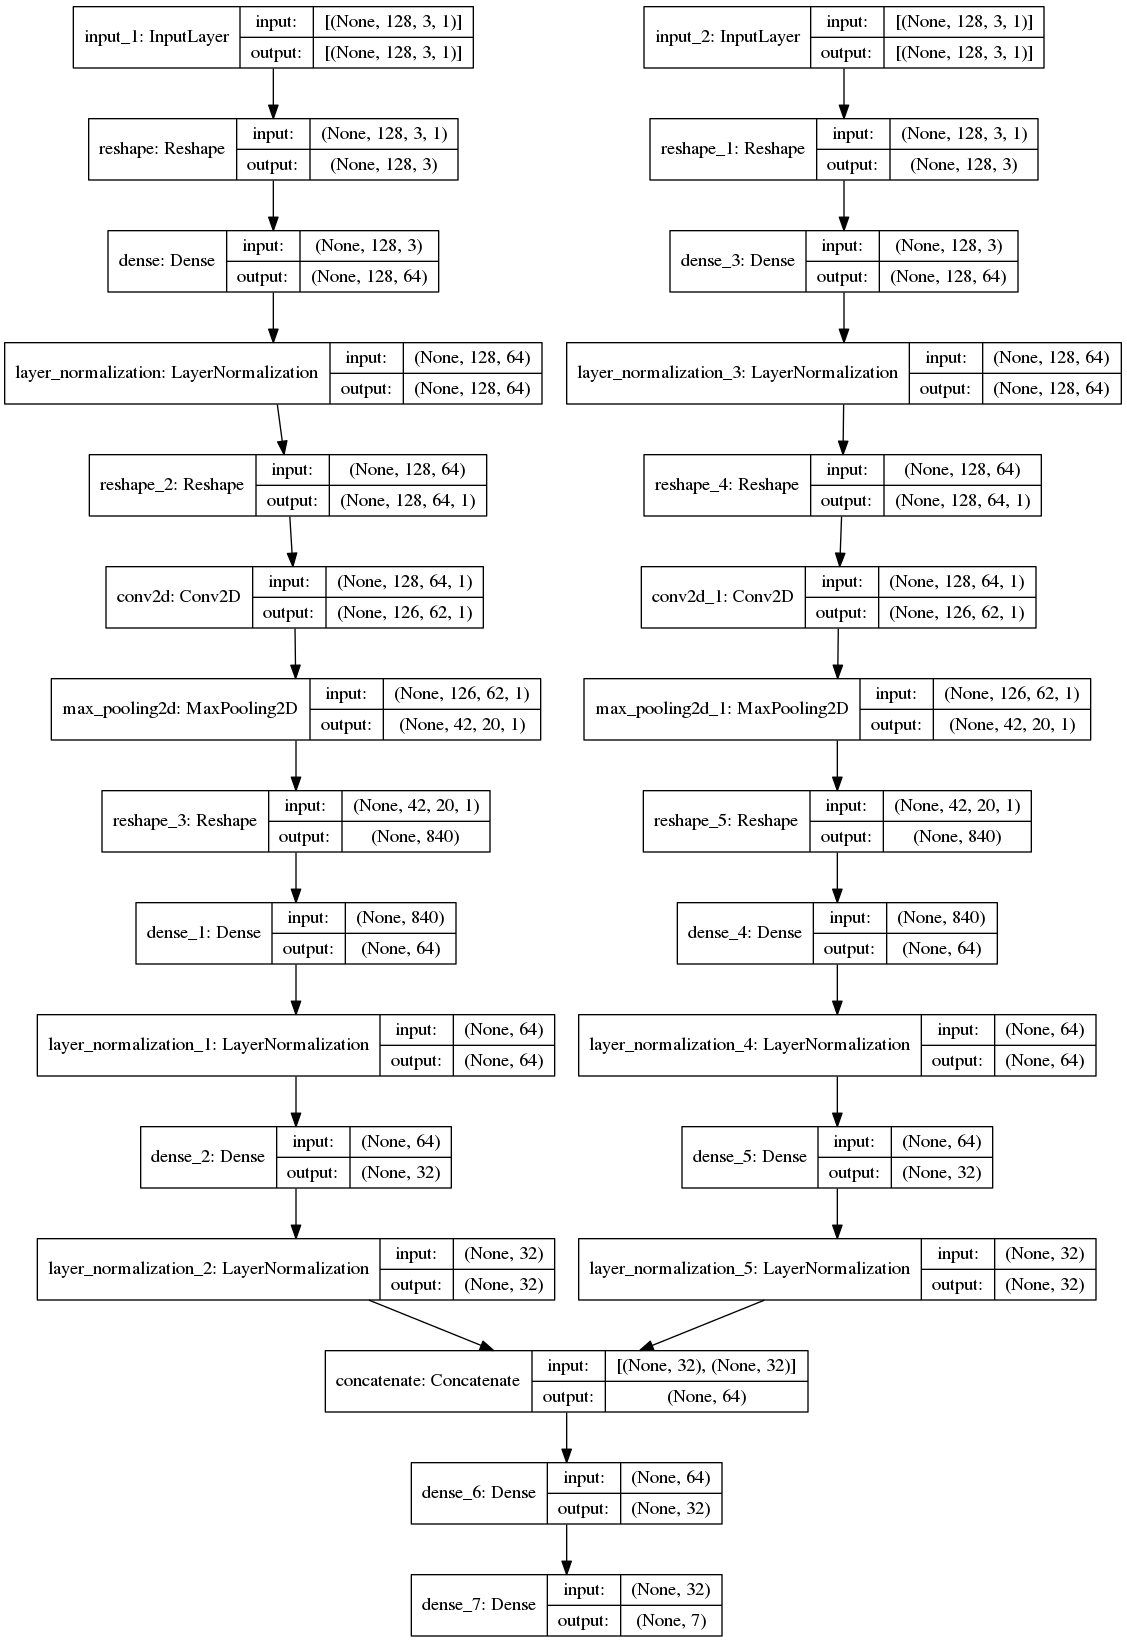 input_1: InputLayer
input: [(None, 128, 3, 1)]
output: [(None, 128, 3, 1)]
input_2: InputLayer
input: [(None, 128, 3, 1)]
output: [(None, 128, 3, 1)]
reshape: Reshape
input: (None, 128, 3, 1)
output: (None, 128, 3)
reshape_1: Reshape
input: (None, 128, 3, 1)
output: (None, 128, 3)
dense: Dense
input: (None, 128, 3)
output: (None, 128, 64)
dense_3: Dense
input: (None, 128, 3)
output: (None, 128, 64)
layer_normalization: LayerNormalization
input: (None, 128, 64)
output: (None, 128, 64)
layer_normalization_3: LayerNormalization
input: (None, 128, 64)
output: (None, 128, 64)
reshape_2: Reshape
input: (None, 128, 64)
output: (None, 128, 64, 1)
reshape_4: Reshape
input: (None, 128, 64)
output: (None, 128, 64, 1)
conv2d: Conv2D
input: (None, 128, 64, 1)
output: (None, 126, 62, 1)
conv2d_1: Conv2D
input: (None, 128, 64, 1)
output: (None, 126, 62, 1)
max_pooling2d: MaxPooling2D
input: (None, 126, 62, 1)
output: (None, 42, 20, 1)
max_pooling2d_1: MaxPooling2D
input: (None, 126, 62, 1)
output: (None, 42, 20, 1)
reshape_3: Reshape
input: (None, 42, 20, 1)
output: (None, 840)
reshape_5: Reshape
input: (None, 42, 20, 1)
output: (None, 840)
dense_1: Dense
input: (None, 840)
output: (None, 64)
dense_4: Dense
input: (None, 840)
output: (None, 64)
layer_normalization_1: LayerNormalization
input: (None, 64)
output: (None, 64)
layer_normalization_4: LayerNormalization
input: (None, 64)
output: (None, 64)
dense_2: Dense
input: (None, 64)
output: (None, 32)
dense_5: Dense
input: (None, 64)
output: (None, 32)
layer_normalization_2: LayerNormalization
input: (None, 32)
output: (None, 32)
layer_normalization_5: LayerNormalization
input: (None, 32)
output: (None, 32)
concatenate: Concatenate
input: [(None, 32), (None, 32)]
output: (None, 64)
dense_6: Dense
input: (None, 64)
output: (None, 32)
dense_7: Dense
input: (None, 32)
output: (None, 7)